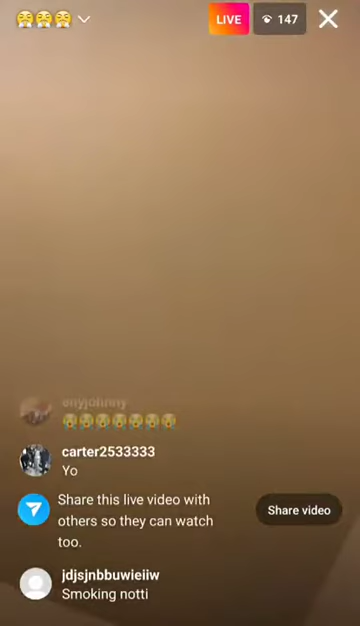 😤😤😤
LIVE 147
enyjohnny
😭😭😭😭😭😭😭
carter2533333
Yo
Share this live video with
others so they can watch
too.
Share video
jdjsjnbbuwieiiw
Smoking notti